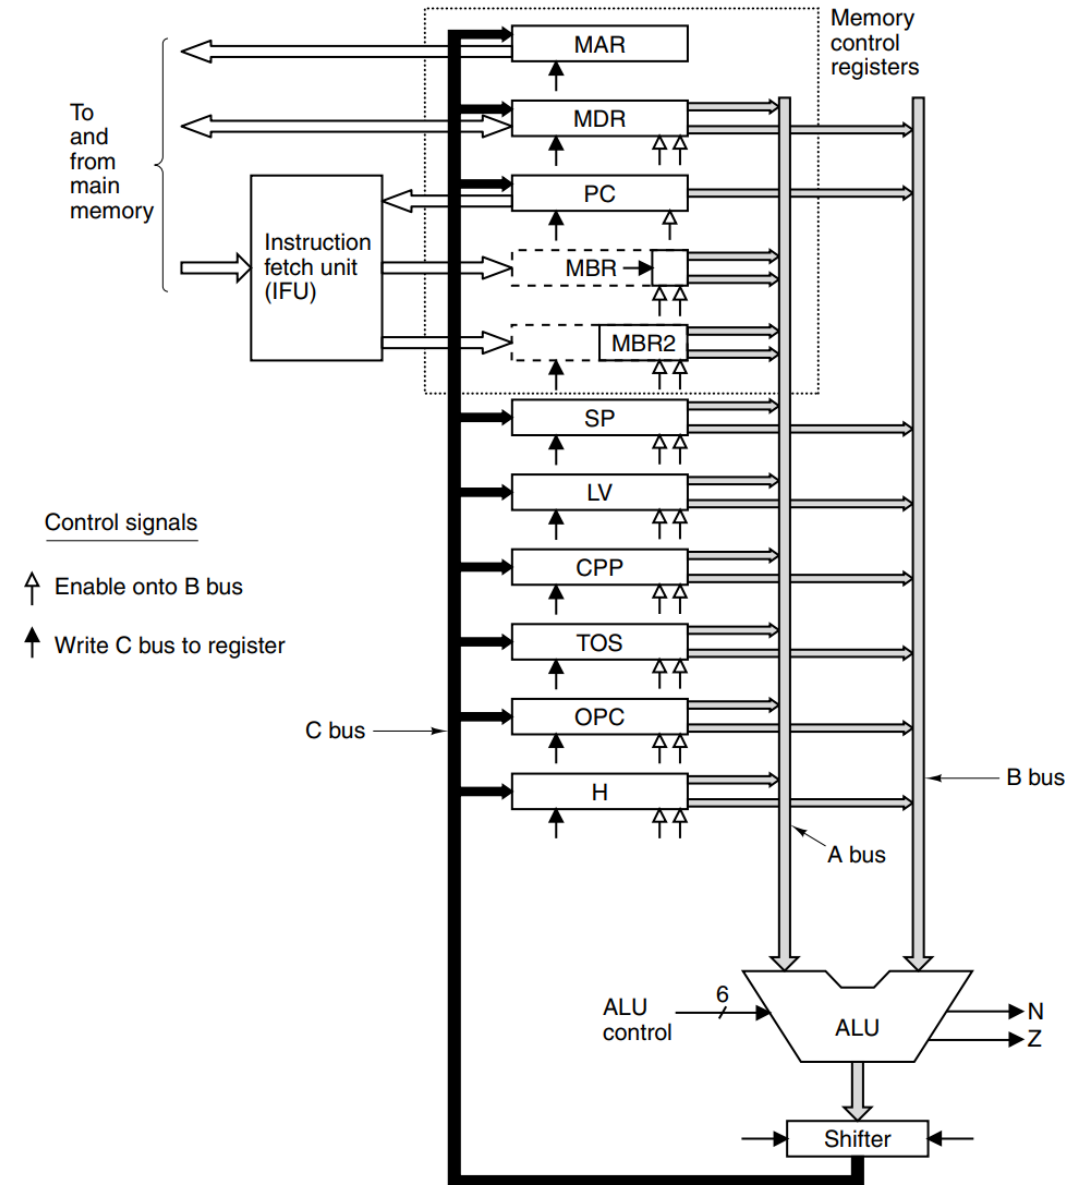 MAR
Memory
control
registers
To
and
from
main
memory
MDR
PC
Instruction
fetch unit
(IFU)
MBR
MBR2
SP
LV
Control signals
CPP
Enable onto B bus
TOS
Write C bus to register
OPC
C bus
H
B bus
A bus
ALU
control
6
ALU
N
Z
Shifter